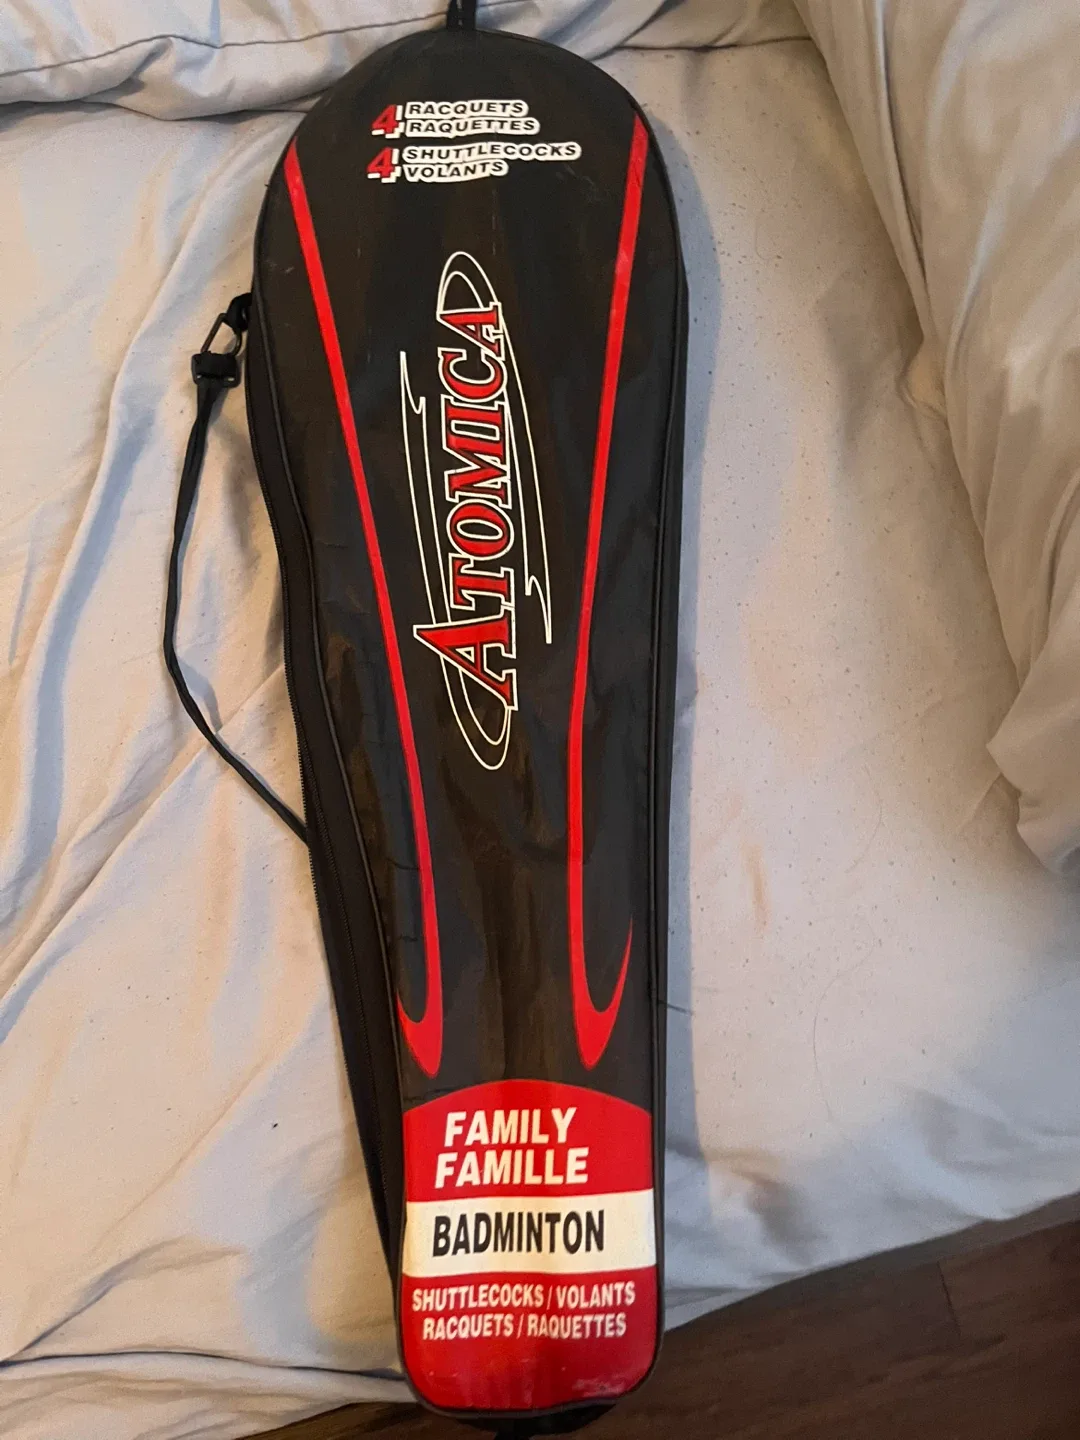 4 RACQUETS
RAQUETTES
4 SHUTTLECOCKS
VOLANTS
ATOMICA
FAMILY
FAMILLE
BADMINTON
SHUTTLECOCKS / VOLANTS
RACQUETS / RAQUETTES